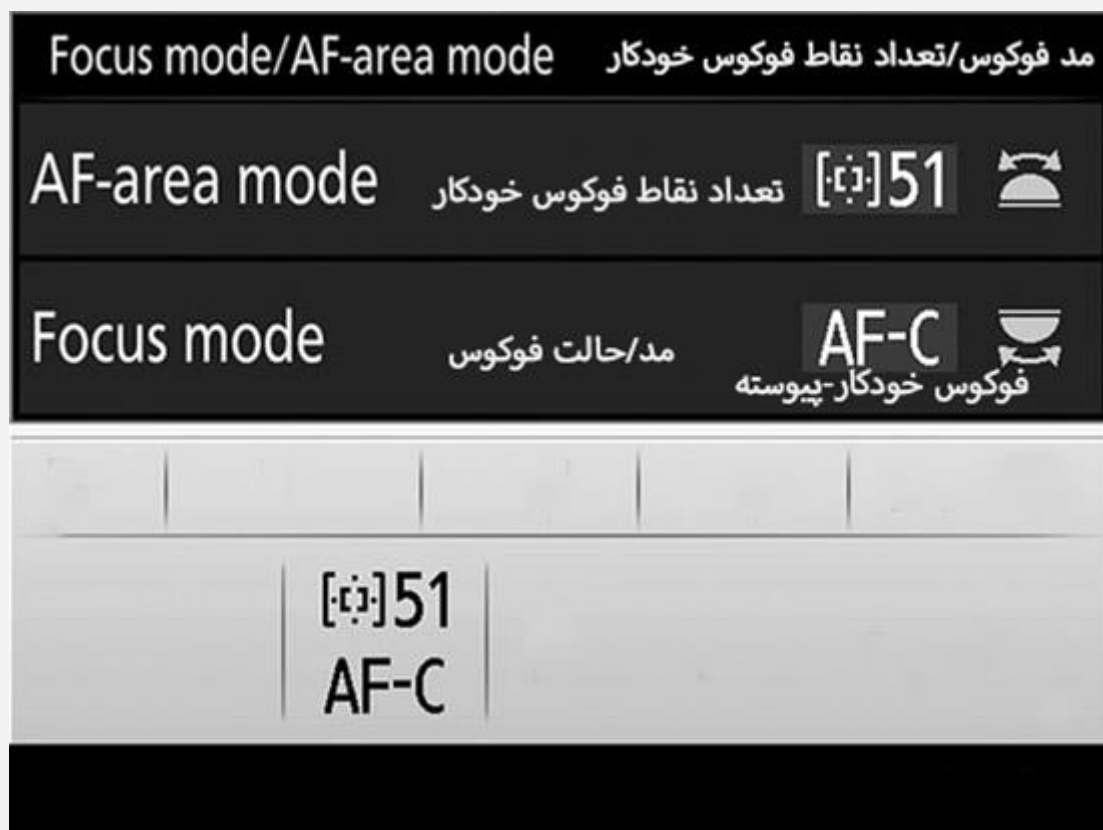 Focus mode/AF-area mode مد فوکوس/تعداد نقاط فوکوس خودکار
AF-area mode تعداد نقاط فوکوس خودکار 51
Focus mode مد/حالت فوکوس AF-C
فوکوس خودکار-پیوسته
51
AF-C